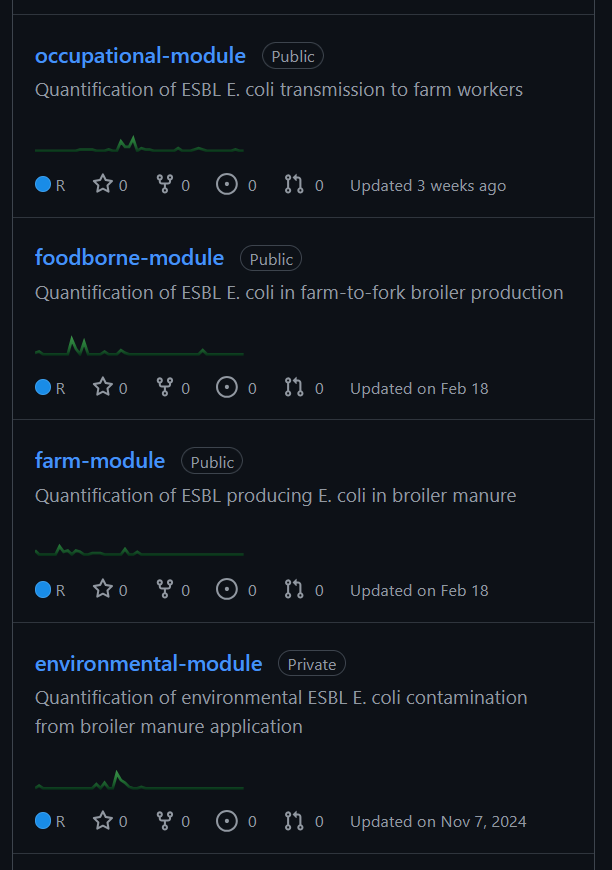 occupational-module Public
Quantification of ESBL E. coli transmission to farm workers
R 0 0 0 0 Updated 3 weeks ago
foodborne-module Public
Quantification of ESBL E. coli in farm-to-fork broiler production
R 0 0 0 0 Updated on Feb 18
farm-module Public
Quantification of ESBL producing E. coli in broiler manure
R 0 0 0 0 Updated on Feb 18
environmental-module Private
Quantification of environmental ESBL E. coli contamination
from broiler manure application
R 0 0 0 0 Updated on Nov 7, 2024